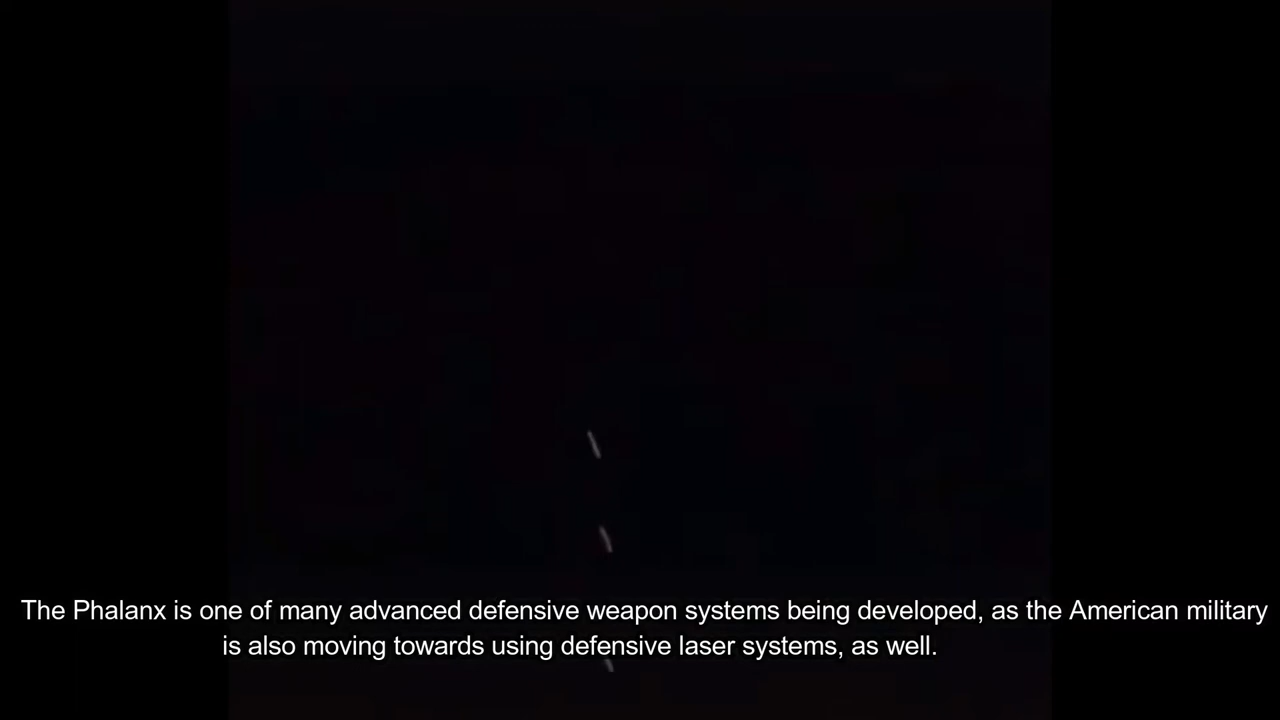 The Phalanx is one of many advanced defensive weapon systems being developed, as the American military
is also moving towards using defensive laser systems, as well.